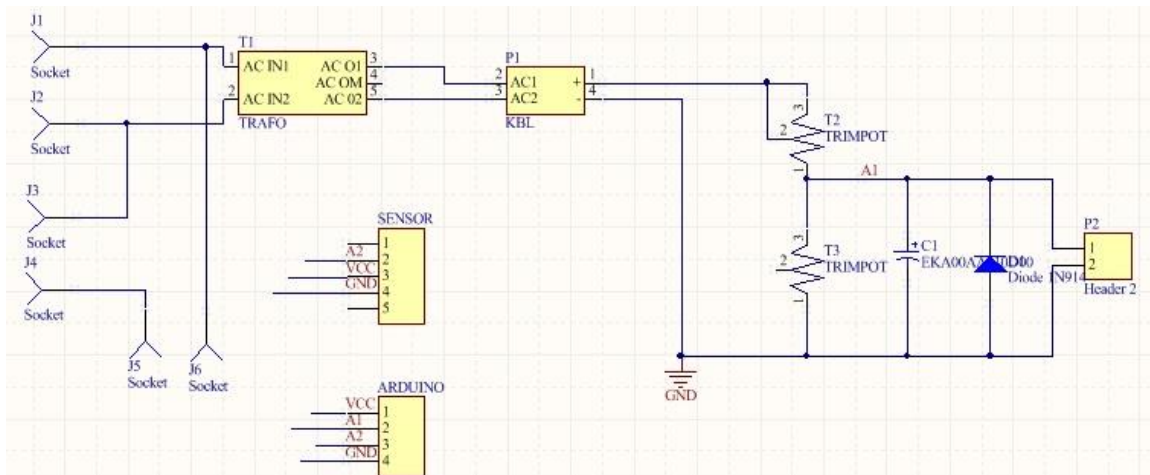 J1
Socket
J2
Socket
J3
Socket
J4
Socket
J5
Socket
J6
Socket
T1
1 AC IN1 AC O1 3
AC OM 4
2 AC IN2 AC 02 5
TRAFO
P1
2 AC1 + 1
3 AC2 - 4
KBL
3
T2
2 TRIMPOT
1
A1
3
T3
2 TRIMPOT
1
+ C1
D1
Diode 1N914
P2
1
2
Header 2
GND
SENSOR
1
A2 2
VCC 3
GND 4
5
ARDUINO
VCC 1
A1 2
A2 3
GND 4